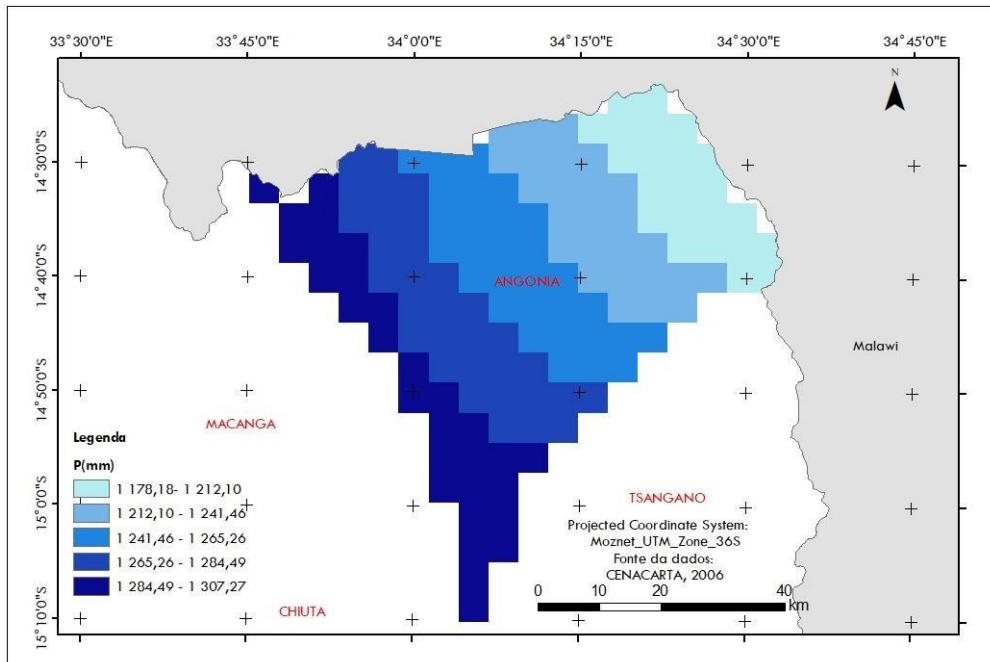 33°30'0"E 33°45'0"E 34°0'0"E 34°15'0"E 34°30'0"E 34°45'0"E
N
14°30'0"S
14°40'0"S
ANGONIA
Malawi
14°50'0"S
MACANGA
Legenda
P(mm)
1 178,18- 1 212,10
1 212,10 - 1 241,46
1 241,46 - 1 265,26
1 265,26 - 1 284,49
1 284,49 - 1 307,27
15°0'0"S
TSANGANO
Projected Coordinate System:
Moznet_UTM_Zone_36S
Fonte da dados:
CENACARTA, 2006
0 10 20 40
km
15°10'0"S
CHIUTA